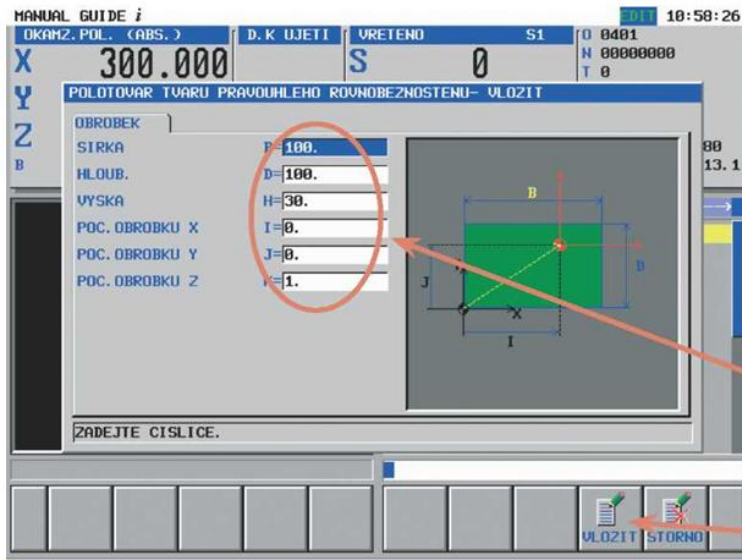 MANUAL GUIDE i EDIT 10:58:26
OKAMZ.POL. (ABS.) D.K UJETI VRETENO S1 O 0401
N 00000000
X 300.000 S 0 T 0
Y POLOTOVAR TVARU PRAVOUHLEHO ROVNOBEZNOSTENU- VLOZIT
Z OBROBEK
SIRKA B=100. 80
B HLOUB. D=100. 13.1
VYSKA H=30. B
POC.OBROBKU X I=0.
POC.OBROBKU Y J=0. D
POC.OBROBKU Z K=1. J
X
I
ZADEJTE CISLICE.
VLOZIT STORNO